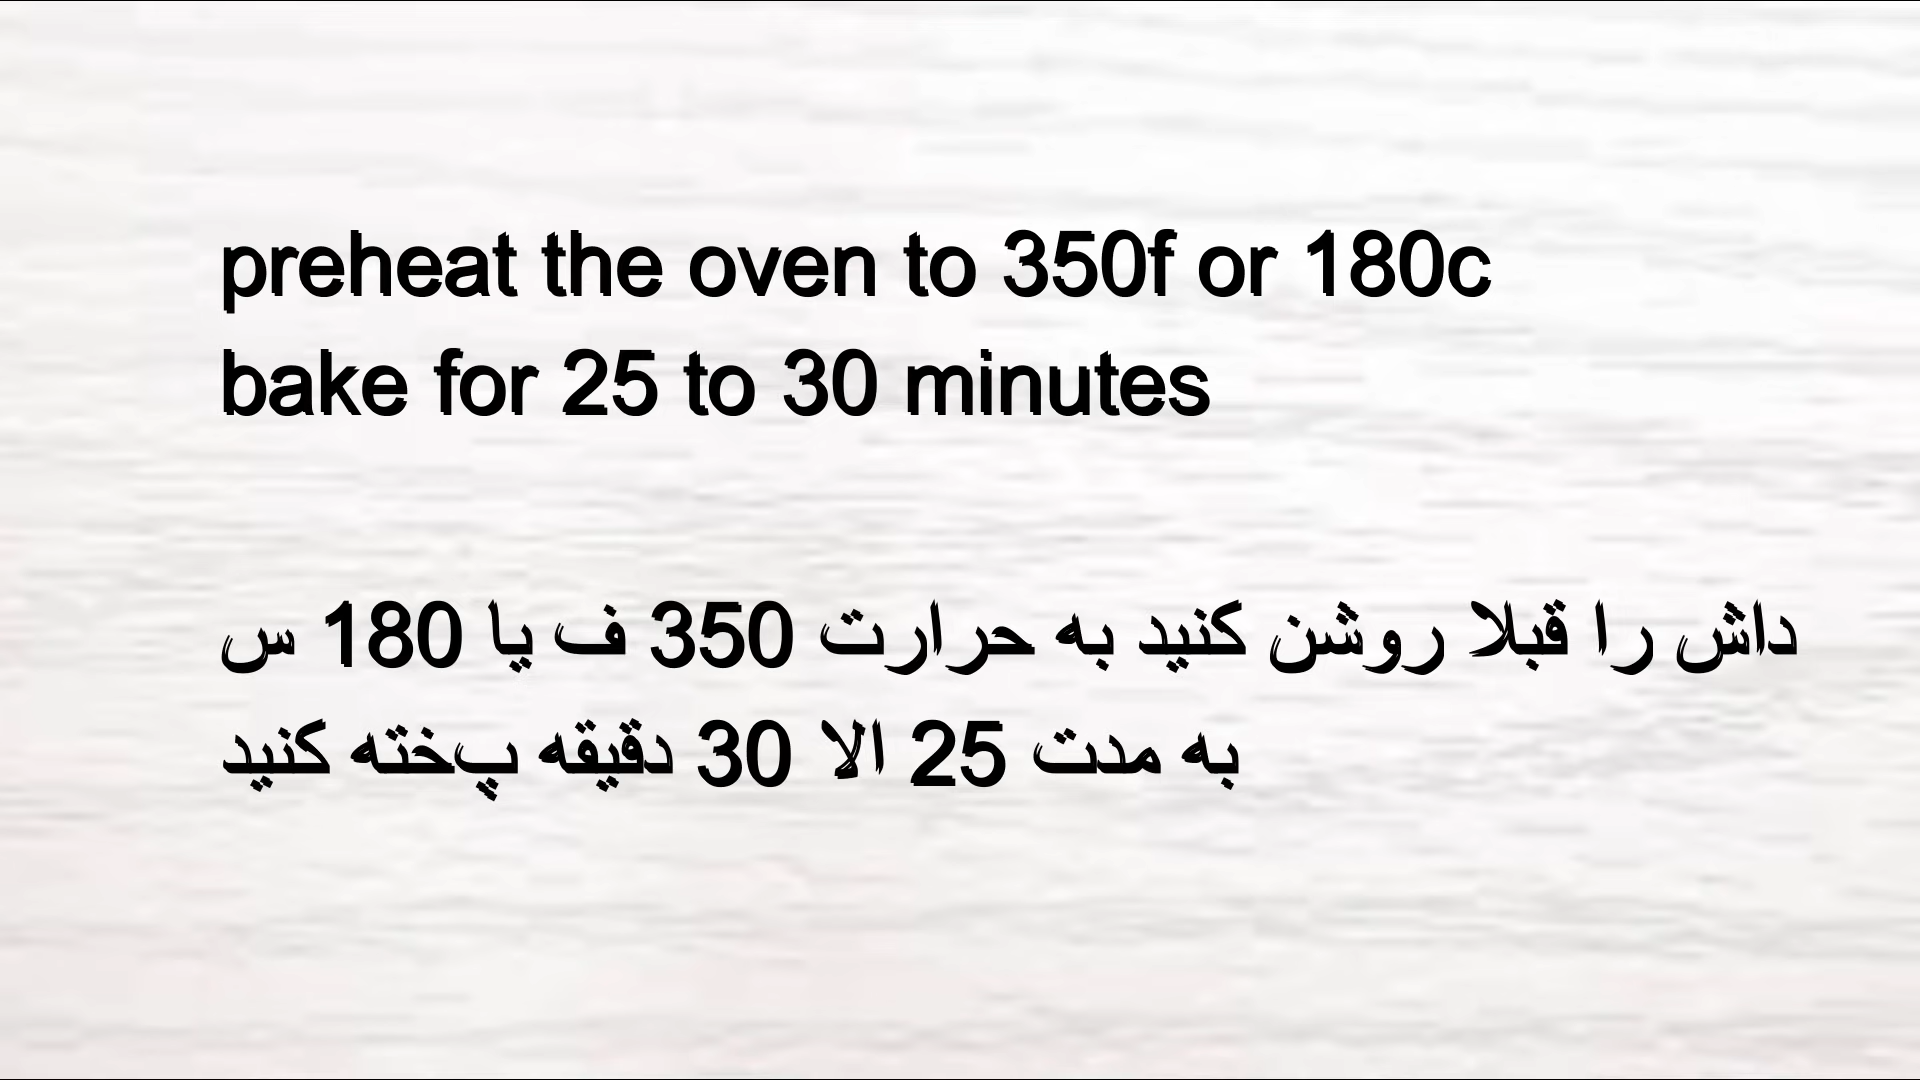 preheat the oven to 350f or 180c
bake for 25 to 30 minutes
داش را قبلا روشن کنید به حرارت 350 ف یا 180 س
به مدت 25 الا 30 دقیقه پخته کنید